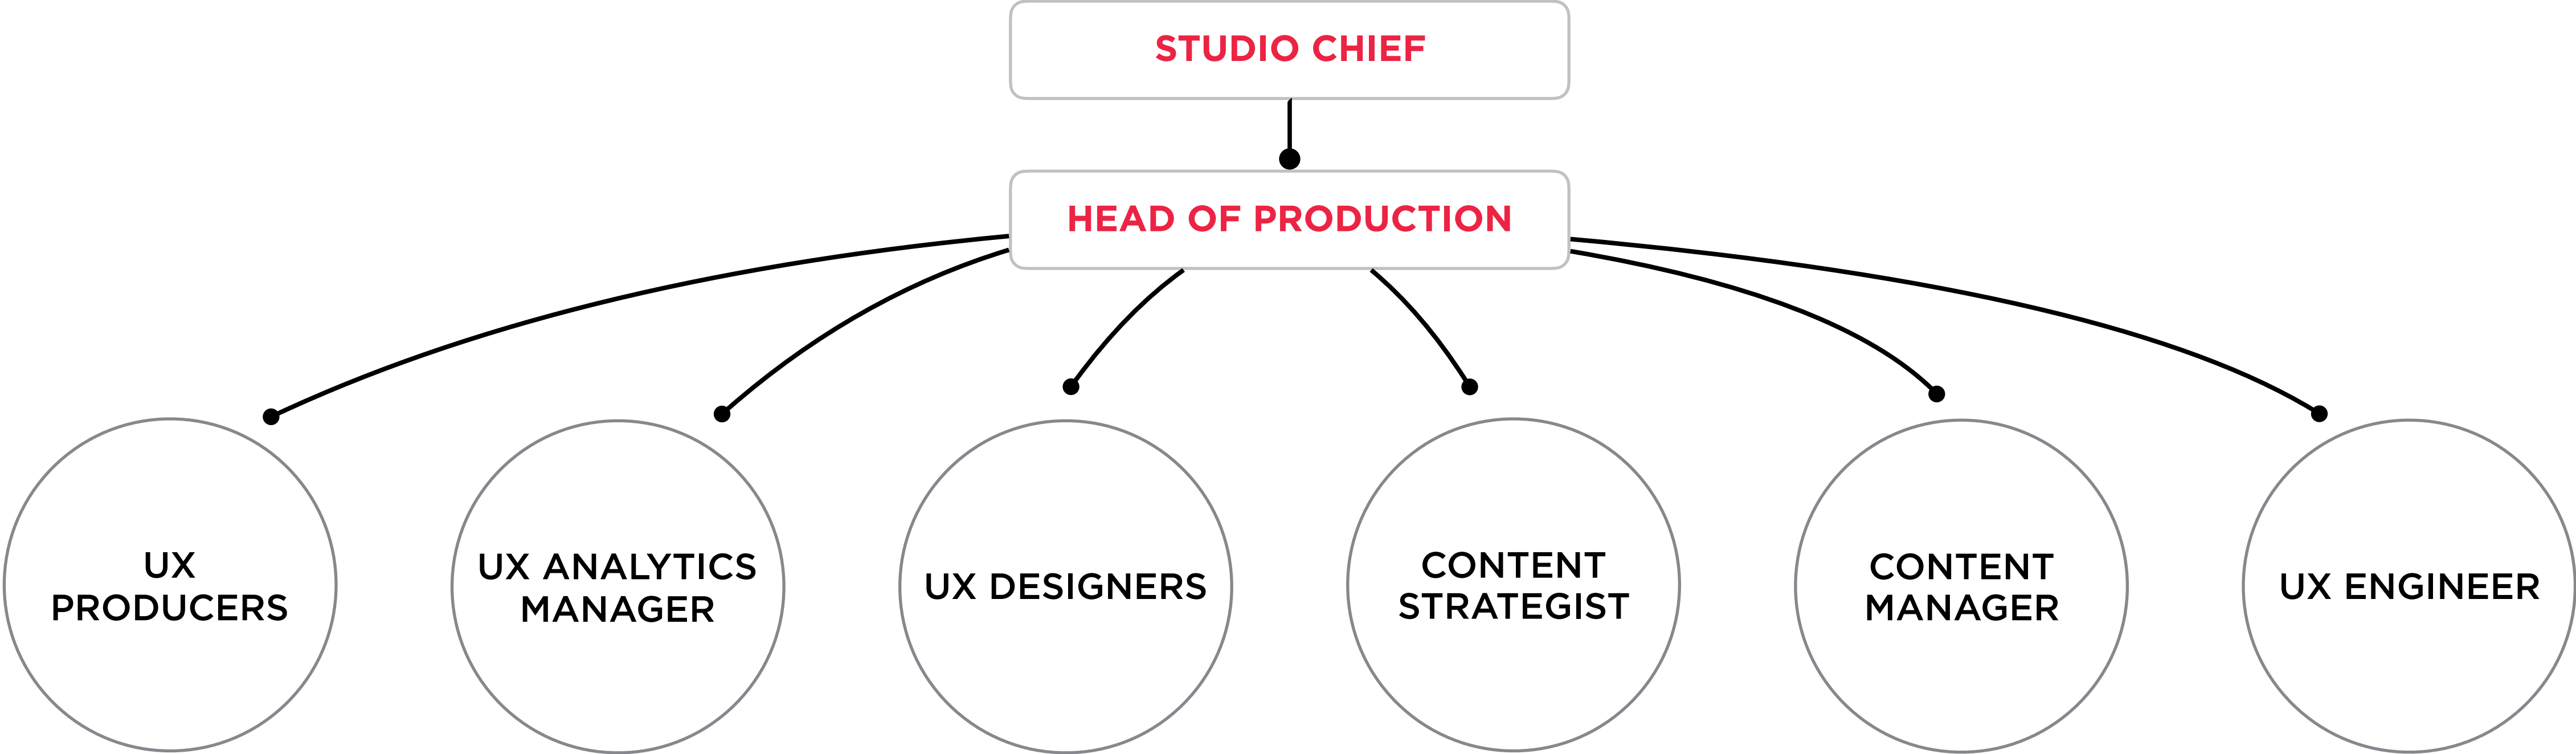 STUDIO CHIEF
HEAD OF PRODUCTION
UX
PRODUCERS
UX ANALYTICS
MANAGER
UX DESIGNERS
CONTENT
STRATEGIST
CONTENT
MANAGER
UX ENGINEER